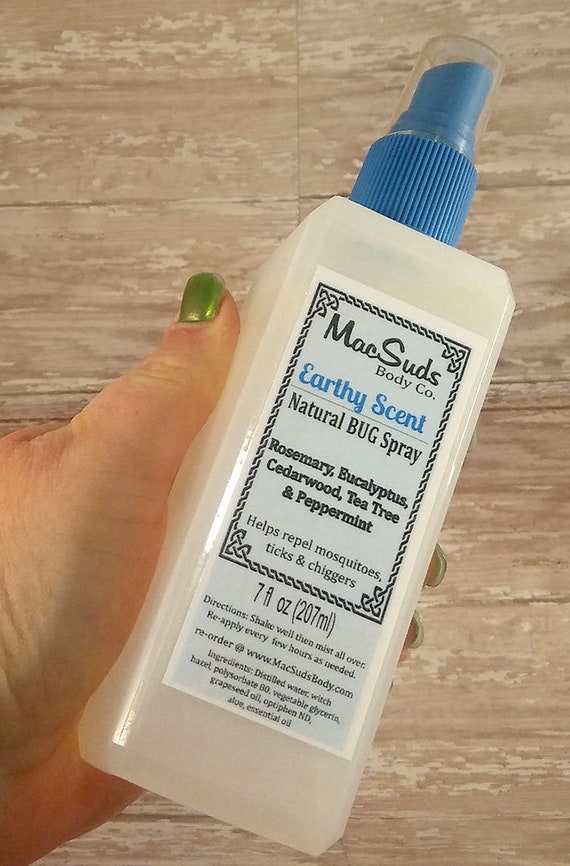 MacSuds
Body Co.
Earthy Scent
Natural BUG Spray
Rosemary, Eucalyptus,
Cedarwood, Tea Tree
& Peppermint
Helps repel mosquitoes,
ticks & chiggers
7 fl oz (207ml)
Directions: Shake well then mist all over.
Re-apply every few hours as needed.
re-order @ www.MacSudsBody.com
Ingredients: Distilled water, witch
hazel, polysorbate 80, vegetable glycerin,
grapeseed oil, optiphen ND,
aloe, essential oil